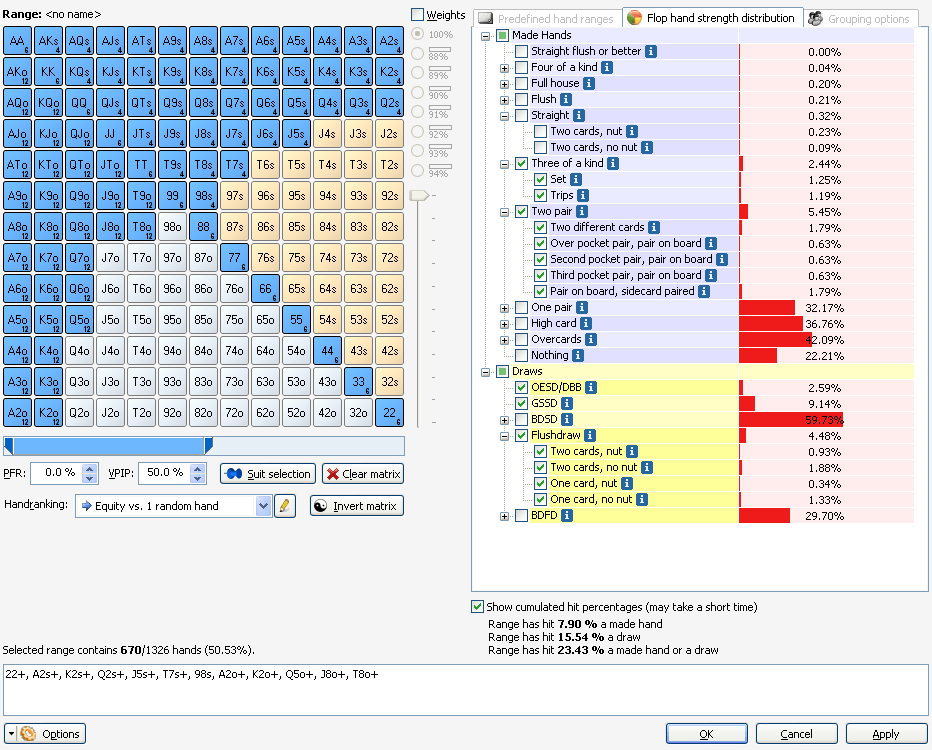 Range: <no name>
Weights
Predefined hand ranges
Flop hand strength distribution
Grouping options
AA 6 AKs 4 AQs 4 AJs 4 ATs 4 A9s 4 A8s 4 A7s 4 A6s 4 A5s 4 A4s 4 A3s 4 A2s 4
AKo 12 KK 6 KQs 4 KJs 4 KTs 4 K9s 4 K8s 4 K7s 4 K6s 4 K5s 4 K4s 4 K3s 4 K2s 4
AQo 12 KQo 12 QQ 6 QJs 4 QTs 4 Q9s 4 Q8s 4 Q7s 4 Q6s 4 Q5s 4 Q4s 4 Q3s 4 Q2s 4
AJo 12 KJo 12 QJo 12 JJ 6 JTs 4 J9s 4 J8s 4 J7s 4 J6s 4 J5s 4 J4s J3s J2s
ATo 12 KTo 12 QTo 12 JTo 12 TT 6 T9s 4 T8s 4 T7s 4 T6s T5s T4s T3s T2s
A9o 12 K9o 12 Q9o 12 J9o 12 T9o 12 99 6 98s 4 97s 96s 95s 94s 93s 92s
A8o 12 K8o 12 Q8o 12 J8o 12 T8o 12 98o 88 6 87s 86s 85s 84s 83s 82s
A7o 12 K7o 12 Q7o 12 J7o T7o 97o 87o 77 6 76s 75s 74s 73s 72s
A6o 12 K6o 12 Q6o 12 J6o T6o 96o 86o 76o 66 6 65s 64s 63s 62s
A5o 12 K5o 12 Q5o 12 J5o T5o 95o 85o 75o 65o 55 6 54s 53s 52s
A4o 12 K4o 12 Q4o J4o T4o 94o 84o 74o 64o 54o 44 6 43s 42s
A3o 12 K3o 12 Q3o J3o T3o 93o 83o 73o 63o 53o 43o 33 6 32s
A2o 12 K2o 12 Q2o J2o T2o 92o 82o 72o 62o 52o 42o 32o 22 6
100%
88%
89%
90%
91%
92%
93%
94%
PFR: 0.0 % VPIP: 50.0 % Suit selection Clear matrix
Handranking: Equity vs. 1 random hand Invert matrix
Made Hands
Straight flush or better i 0.00%
Four of a kind i 0.04%
Full house i 0.20%
Flush i 0.21%
Straight i 0.32%
Two cards, nut i 0.23%
Two cards, no nut i 0.09%
Three of a kind i 2.44%
Set i 1.25%
Trips i 1.19%
Two pair i 5.45%
Two different cards i 1.79%
Over pocket pair, pair on board i 0.63%
Second pocket pair, pair on board i 0.63%
Third pocket pair, pair on board i 0.63%
Pair on board, sidecard paired i 1.79%
One pair i 32.17%
High card i 36.76%
Overcards i 42.09%
Nothing i 22.21%
Draws
OESD/DBB i 2.59%
GSSD i 9.14%
BDSD i 59.73%
Flushdraw i 4.48%
Two cards, nut i 0.93%
Two cards, no nut i 1.88%
One card, nut i 0.34%
One card, no nut i 1.33%
BDFD i 29.70%
Show cumulated hit percentages (may take a short time)
Range has hit 7.90 % a made hand
Range has hit 15.54 % a draw
Range has hit 23.43 % a made hand or a draw
Selected range contains 670/1326 hands (50.53%).
22+, A2s+, K2s+, Q2s+, J5s+, T7s+, 98s, A2o+, K2o+, Q5o+, J8o+, T8o+
Options
OK Cancel Apply